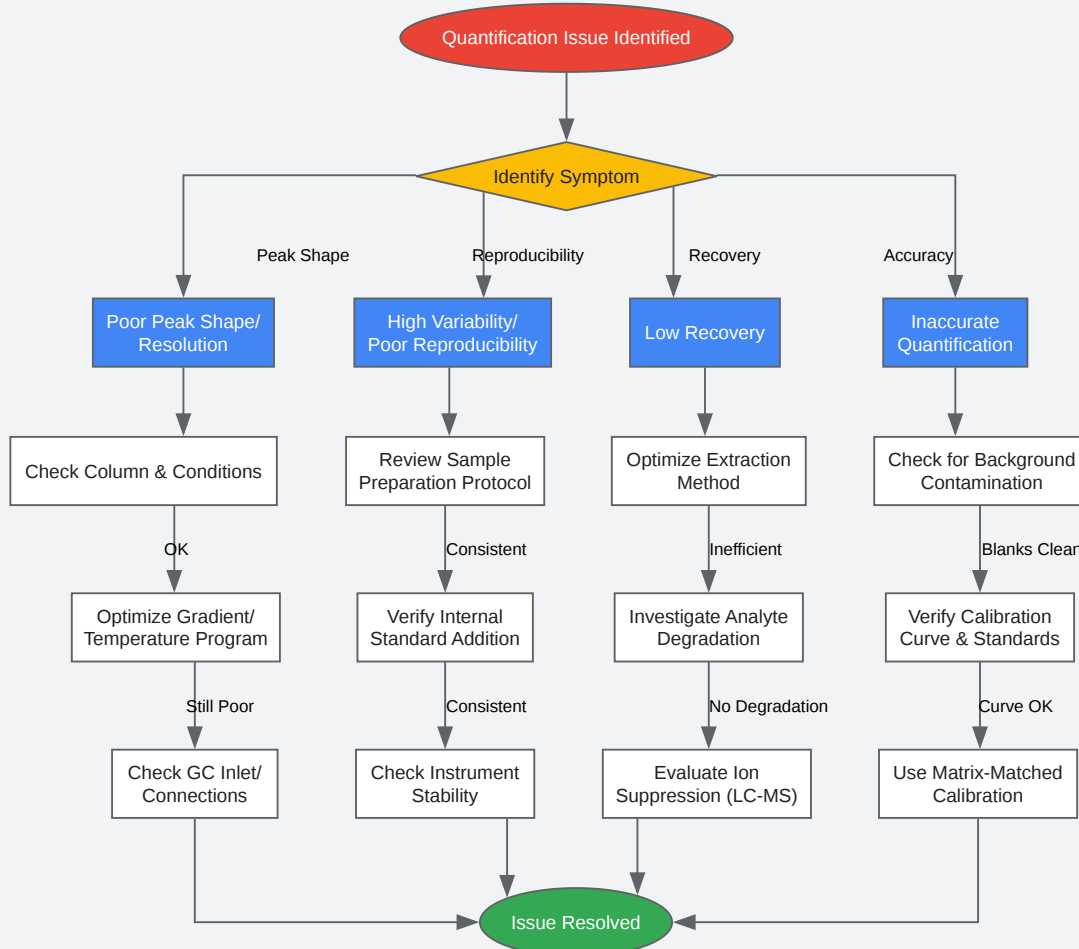 Quantification Issue Identified
Identify Symptom
Peak Shape
Reproducibility
Recovery
Accuracy
Poor Peak Shape/
Resolution
High Variability/
Poor Reproducibility
Low Recovery
Inaccurate
Quantification
Check Column & Conditions
Review Sample
Preparation Protocol
Optimize Extraction
Method
Check for Background
Contamination
OK
Consistent
Inefficient
Blanks Clean
Optimize Gradient/
Temperature Program
Verify Internal
Standard Addition
Investigate Analyte
Degradation
Verify Calibration
Curve & Standards
Still Poor
Consistent
No Degradation
Curve OK
Check GC Inlet/
Connections
Check Instrument
Stability
Evaluate Ion
Suppression (LC-MS)
Use Matrix-Matched
Calibration
Issue Resolved